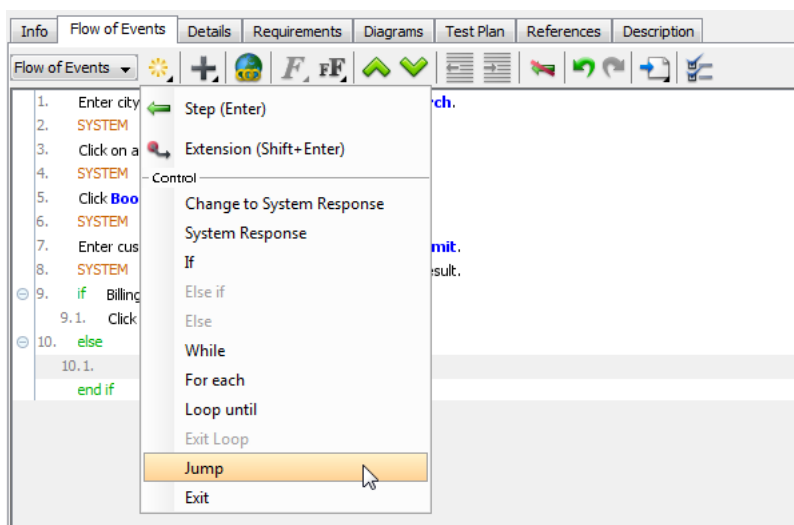 Info Flow of Events Details Requirements Diagrams Test Plan References Description
Flow of Events F FF
1. Enter city rch.
2. SYSTEM
3. Click on a
4. SYSTEM
5. Click Boo
6. SYSTEM
7. Enter cus mit.
8. SYSTEM sult.
9. if Billing
9.1. Click
10. else
10.1.
end if
Step (Enter)
Extension (Shift+Enter)
Control
Change to System Response
System Response
If
Else if
Else
While
For each
Loop until
Exit Loop
Jump
Exit